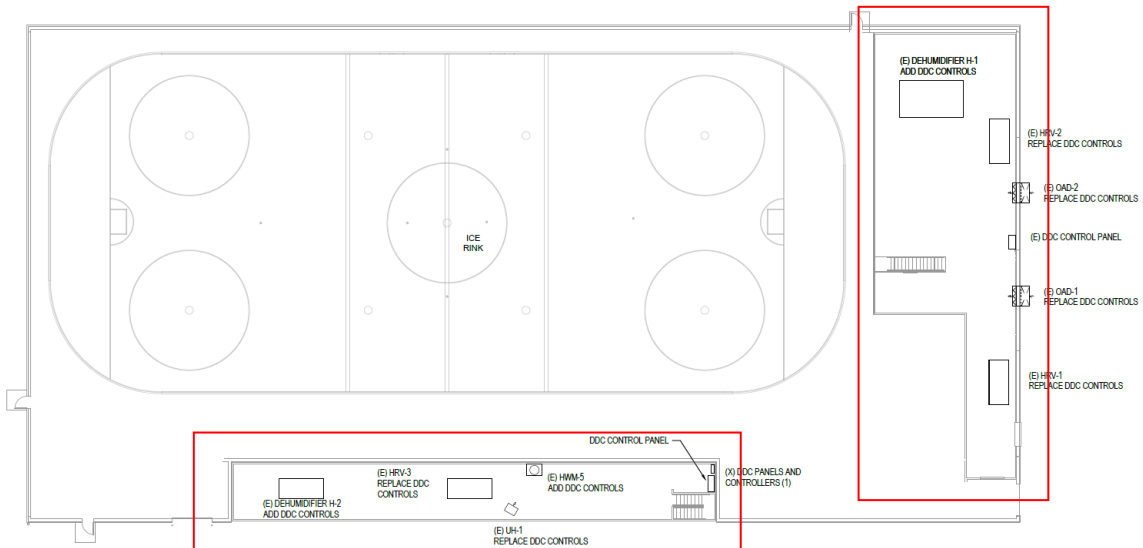 (E) DEHUMIDIFIER H-1
ADD DDC CONTROLS
(E) HRV-2
REPLACE DDC CONTROLS
(E) OAD-2
REPLACE DDC CONTROLS
(E) DDC CONTROL PANEL
ICE
RINK
(E) OAD-1
REPLACE DDC CONTROLS
(E) HRV-1
REPLACE DDC CONTROLS
DDC CONTROL PANEL
(E) HRV-3
REPLACE DDC
CONTROLS
(E) HWM-5
ADD DDC CONTROLS
(X) DDC PANELS AND
CONTROLLERS (1)
(E) DEHUMIDIFIER H-2
ADD DDC CONTROLS
(E) UH-1
REPLACE DDC CONTROLS